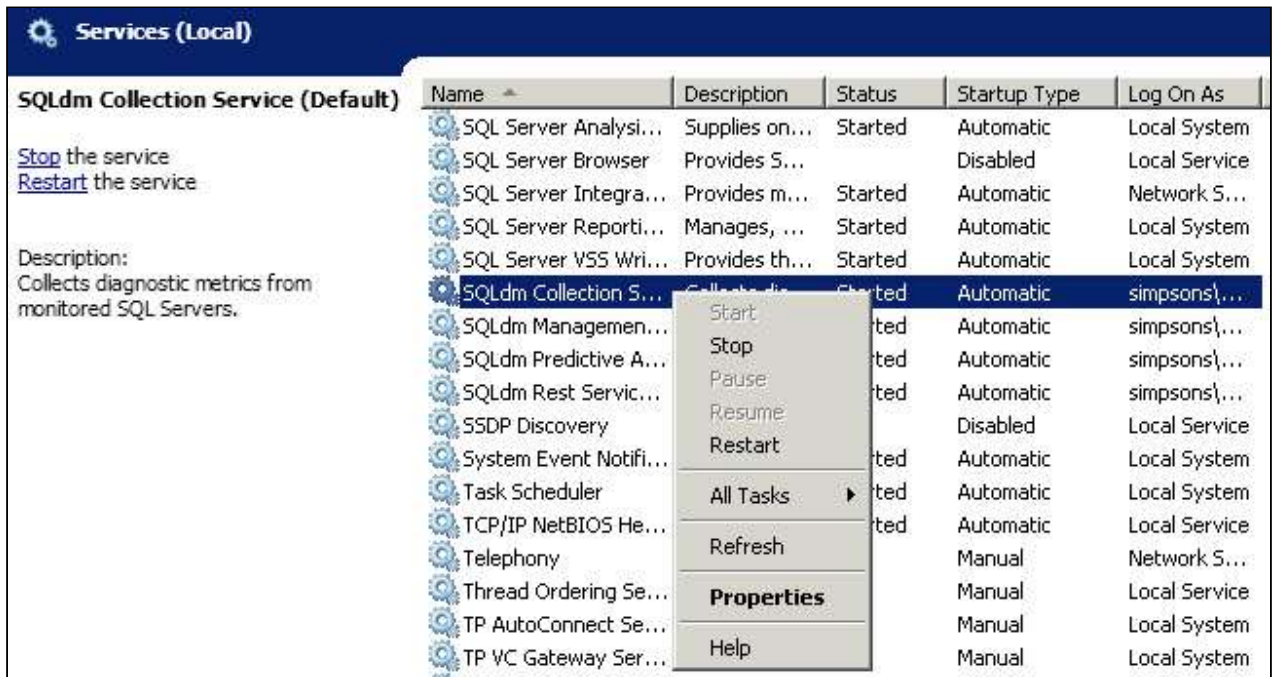 Services (Local)
SQLdm Collection Service (Default)
Stop the service
Restart the service
Description:
Collects diagnostic metrics from
monitored SQL Servers.
Name Description Status Startup Type Log On As
SQL Server Analysi... Supplies on... Started Automatic Local System
SQL Server Browser Provides S... Disabled Local Service
SQL Server Integra... Provides m... Started Automatic Network S...
SQL Server Reporti... Manages, ... Started Automatic Local System
SQL Server VSS Wri... Provides th... Started Automatic Local System
SQLdm Collection S... Automatic simpsons\...
SQLdm Managemen... rted Automatic simpsons\...
SQLdm Predictive A... rted Automatic simpsons\...
SQLdm Rest Servic... rted Automatic simpsons\...
SSDP Discovery Disabled Local Service
System Event Notifi... rted Automatic Local System
Task Scheduler rted Automatic Local System
TCP/IP NetBIOS He... rted Automatic Local Service
Telephony Manual Network S...
Thread Ordering Se... Manual Local Service
TP AutoConnect Se... Manual Local System
TP VC Gateway Ser... Manual Local System
Start
Stop
Pause
Resume
Restart
All Tasks
Refresh
Properties
Help